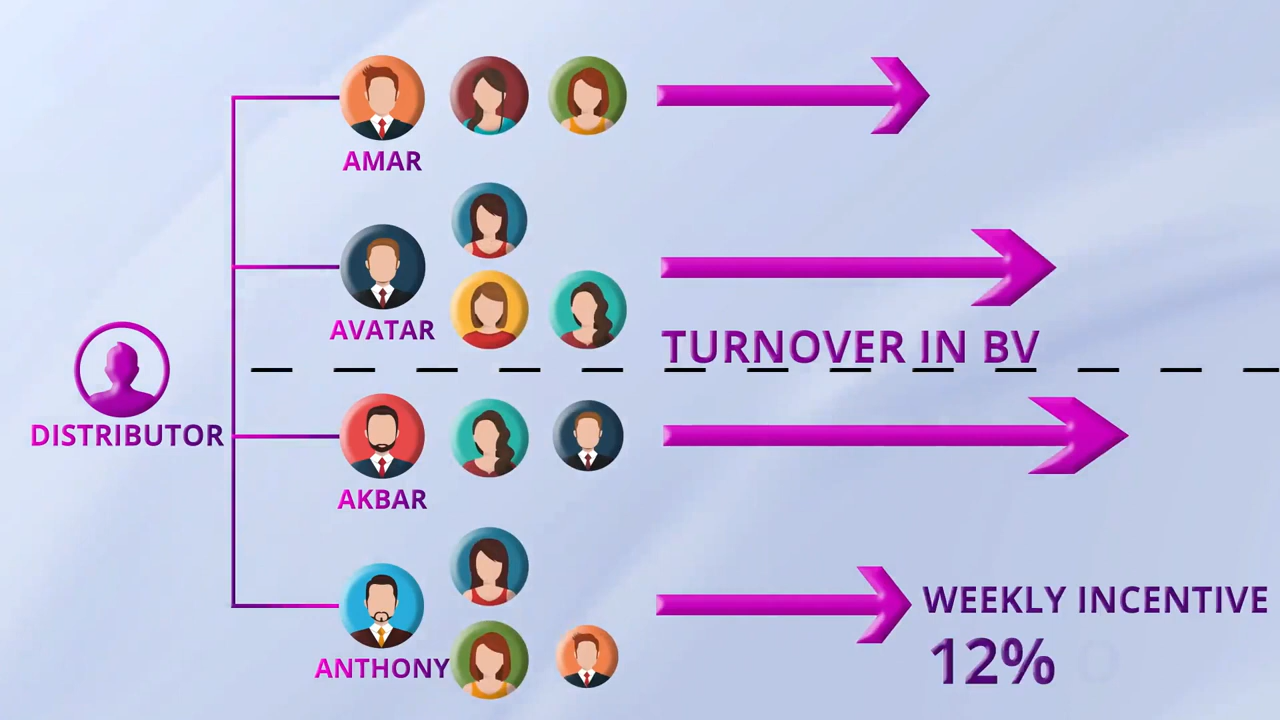 AMAR
AVATAR
TURNOVER IN BV
DISTRIBUTOR
AKBAR
WEEKLY INCENTIVE
12%
ANTHONY